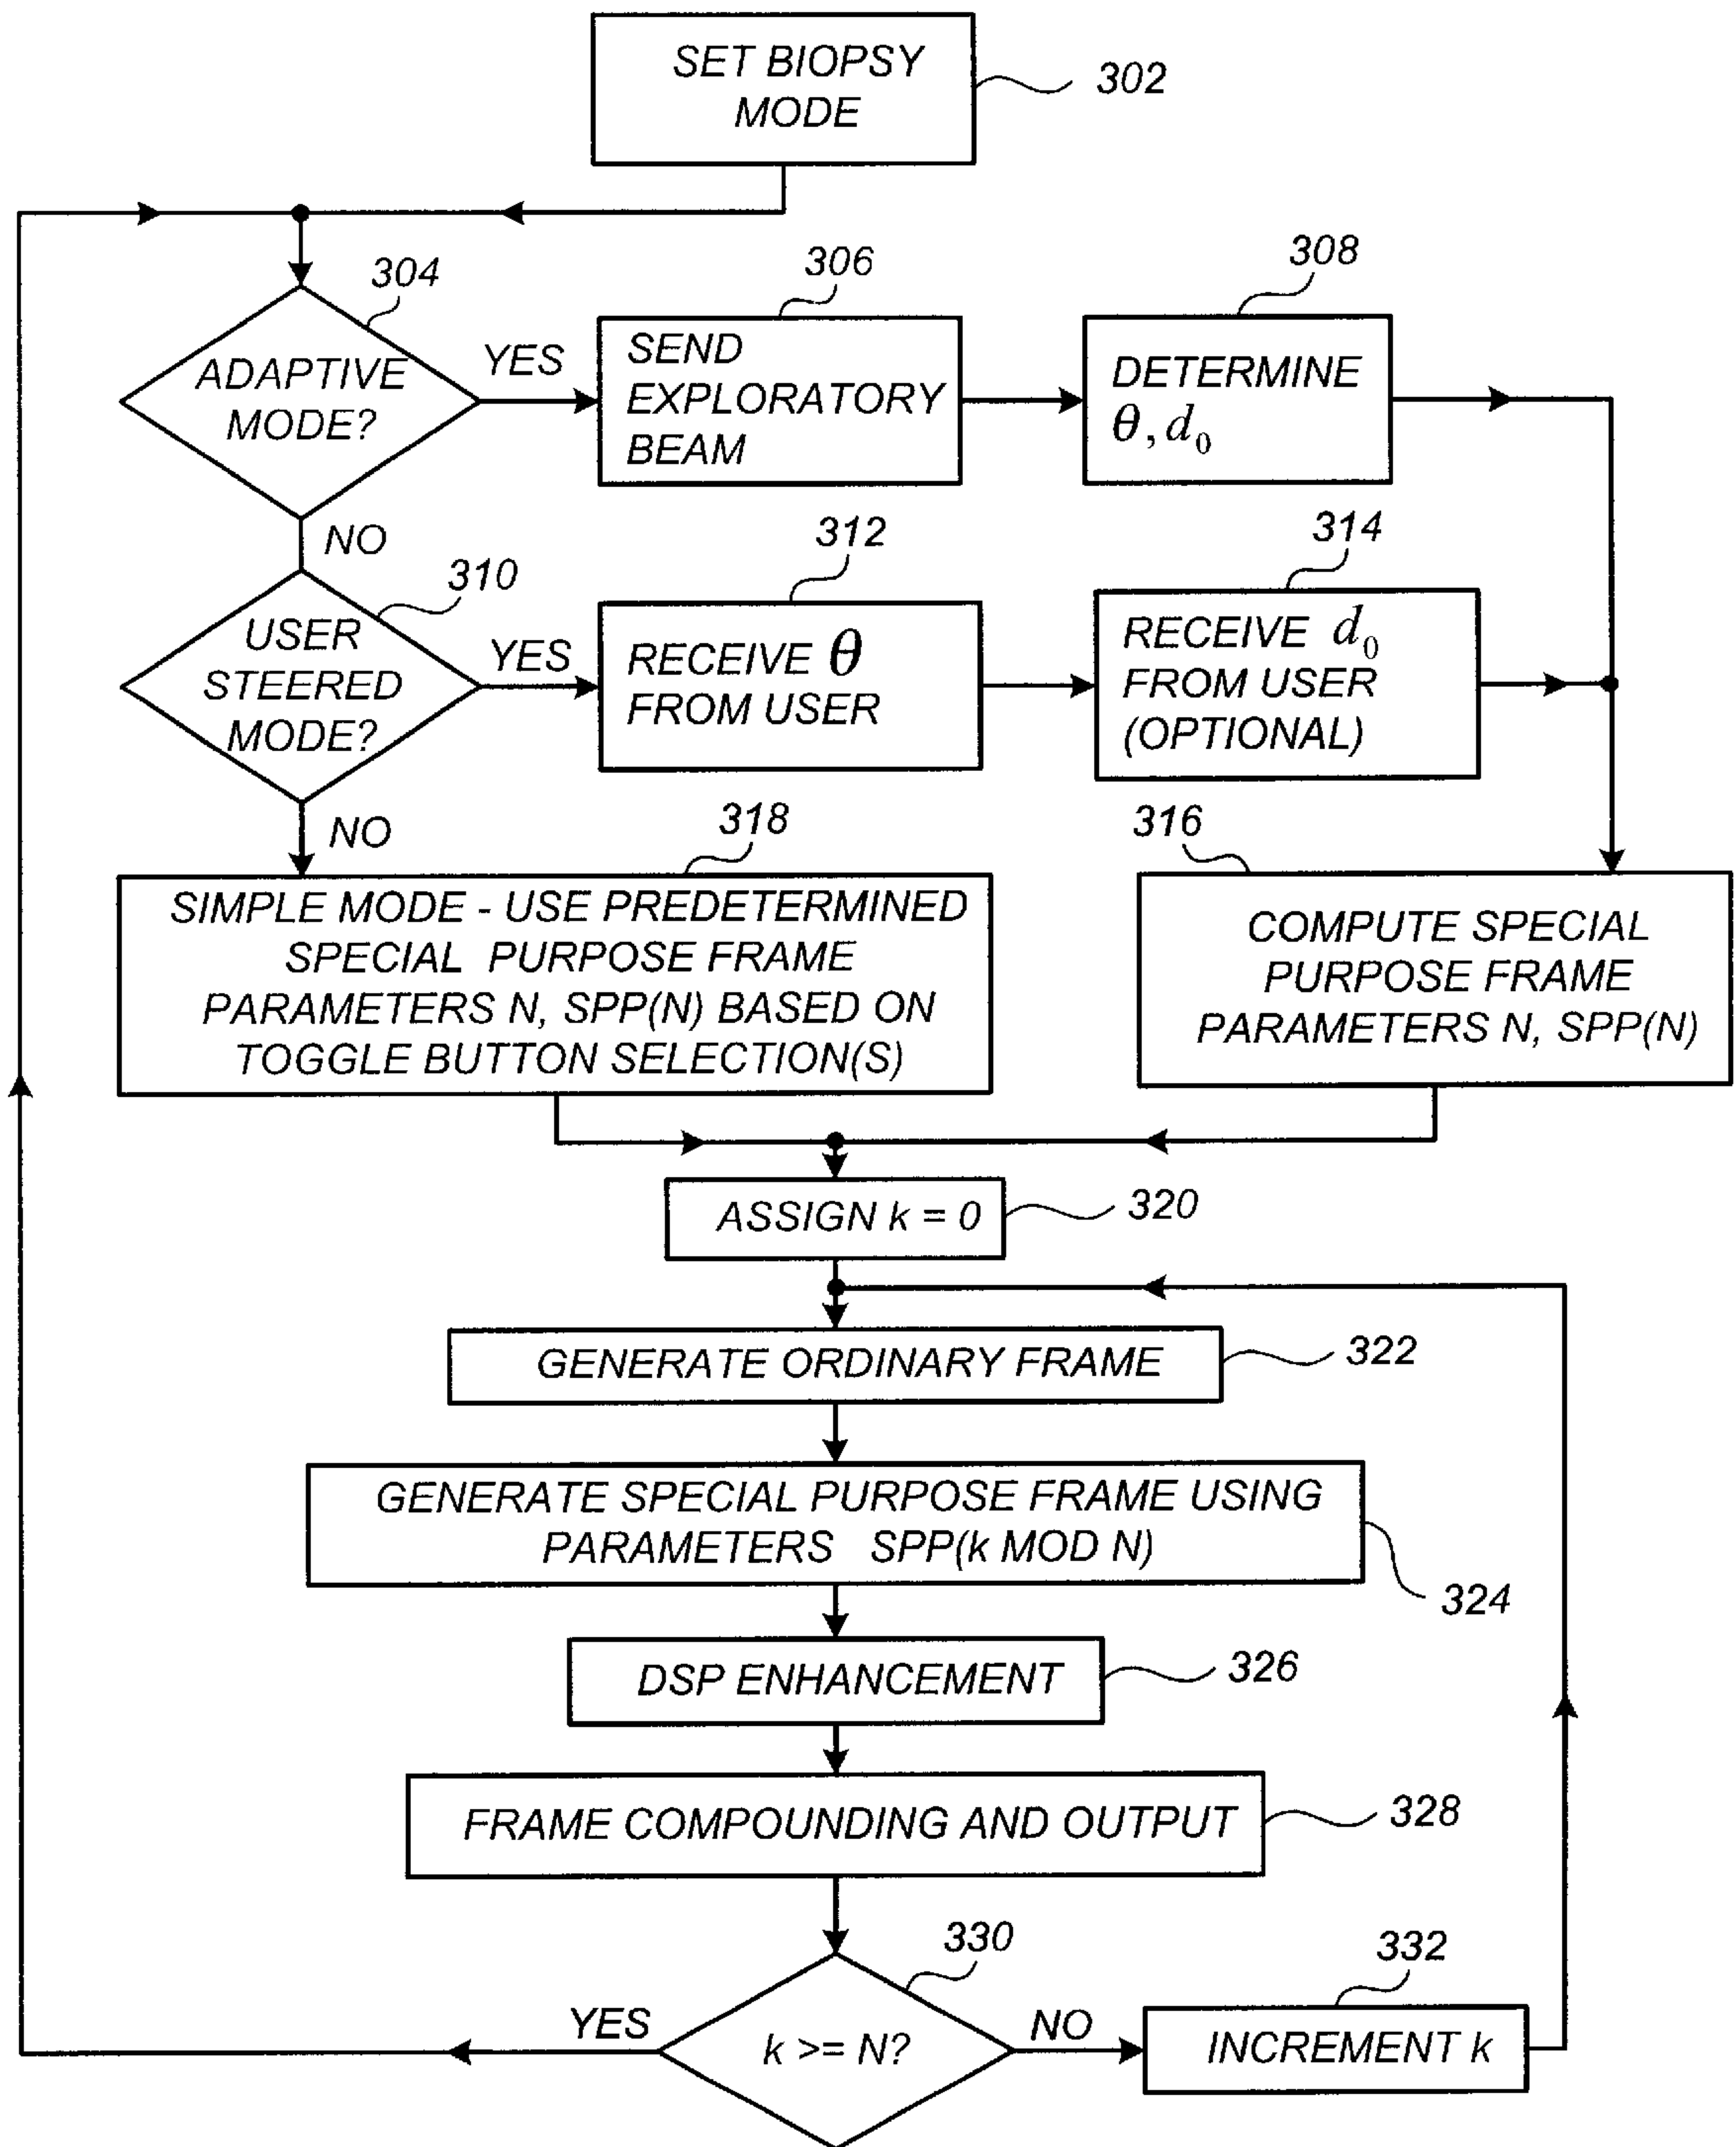 SET BIOPSY
MODE
302
304
ADAPTIVE
MODE?
YES
306
SEND
EXPLORATORY
BEAM
308
DETERMINE
θ, d₀
NO
310
USER
STEERED
MODE?
YES
312
RECEIVE θ
FROM USER
314
RECEIVE d₀
FROM USER
(OPTIONAL)
NO
318
SIMPLE MODE - USE PREDETERMINED
SPECIAL PURPOSE FRAME
PARAMETERS N, SPP(N) BASED ON
TOGGLE BUTTON SELECTION(S)
316
COMPUTE SPECIAL
PURPOSE FRAME
PARAMETERS N, SPP(N)
ASSIGN k = 0
320
GENERATE ORDINARY FRAME
322
GENERATE SPECIAL PURPOSE FRAME USING
PARAMETERS SPP(k MOD N)
324
DSP ENHANCEMENT
326
FRAME COMPOUNDING AND OUTPUT
328
330
k >= N?
YES
NO
332
INCREMENT k